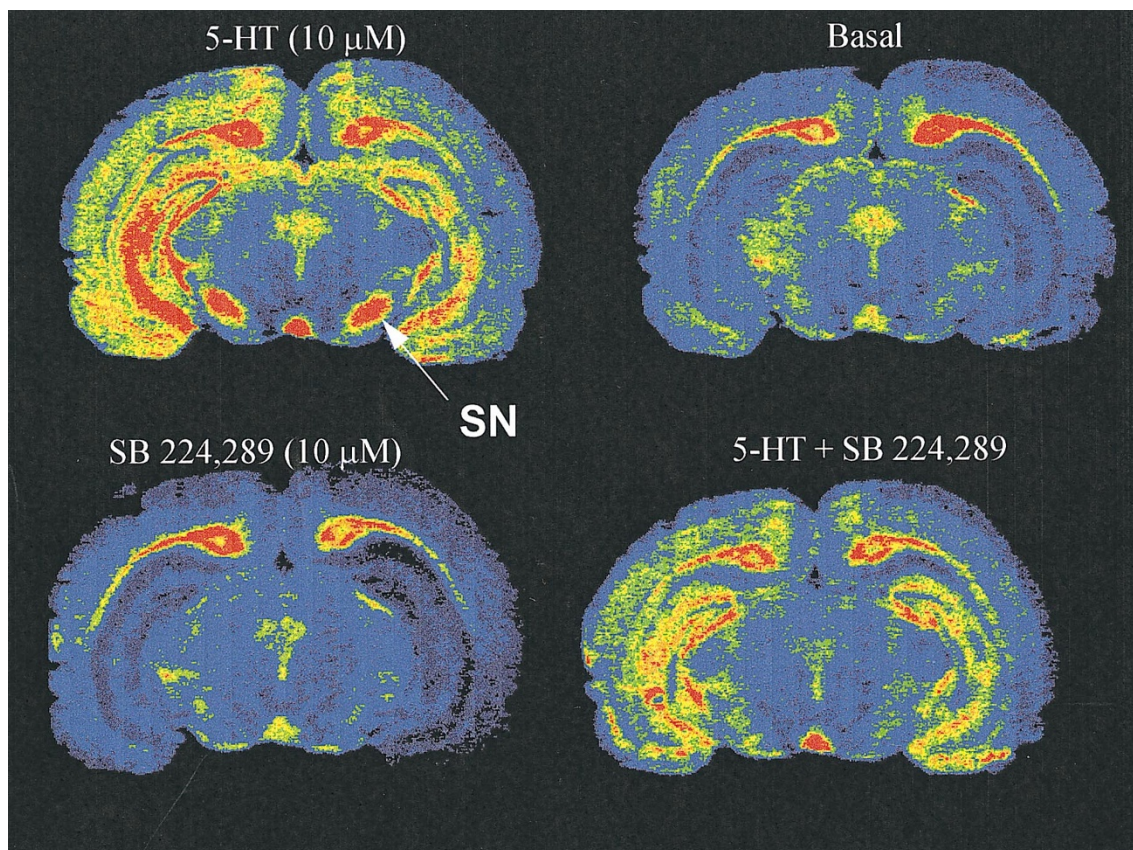 5-HT (10 μM)
Basal
SN
SB 224,289 (10 μM)
5-HT + SB 224,289